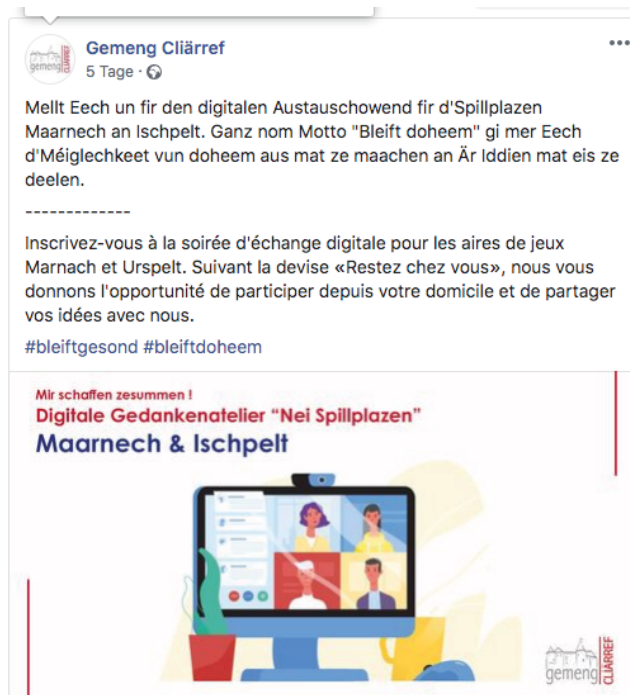 Gemeng Cliärref
5 Tage ·
gemeng CLIÄRREF
Mellt Eech un fir den digitalen Austauschowend fir d'Spillplazen
Maarnech an Ischpelt. Ganz nom Motto "Bleift doheem" gi mer Eech
d'Méiglechkeet vun doheem aus mat ze maachen an Är Iddien mat eis ze
deelen.
-------------
Inscrivez-vous à la soirée d'échange digitale pour les aires de jeux
Marnach et Urspelt. Suivant la devise «Restez chez vous», nous vous
donnons l'opportunité de participer depuis votre domicile et de partager
vos idées avec nous.
#bleiftgesond #bleiftdoheem
Mir schaffen zesummen !
Digitale Gedankenatelier “Nei Spillplazen”
Maarnech & Ischpelt
gemeng CLIÄRREF